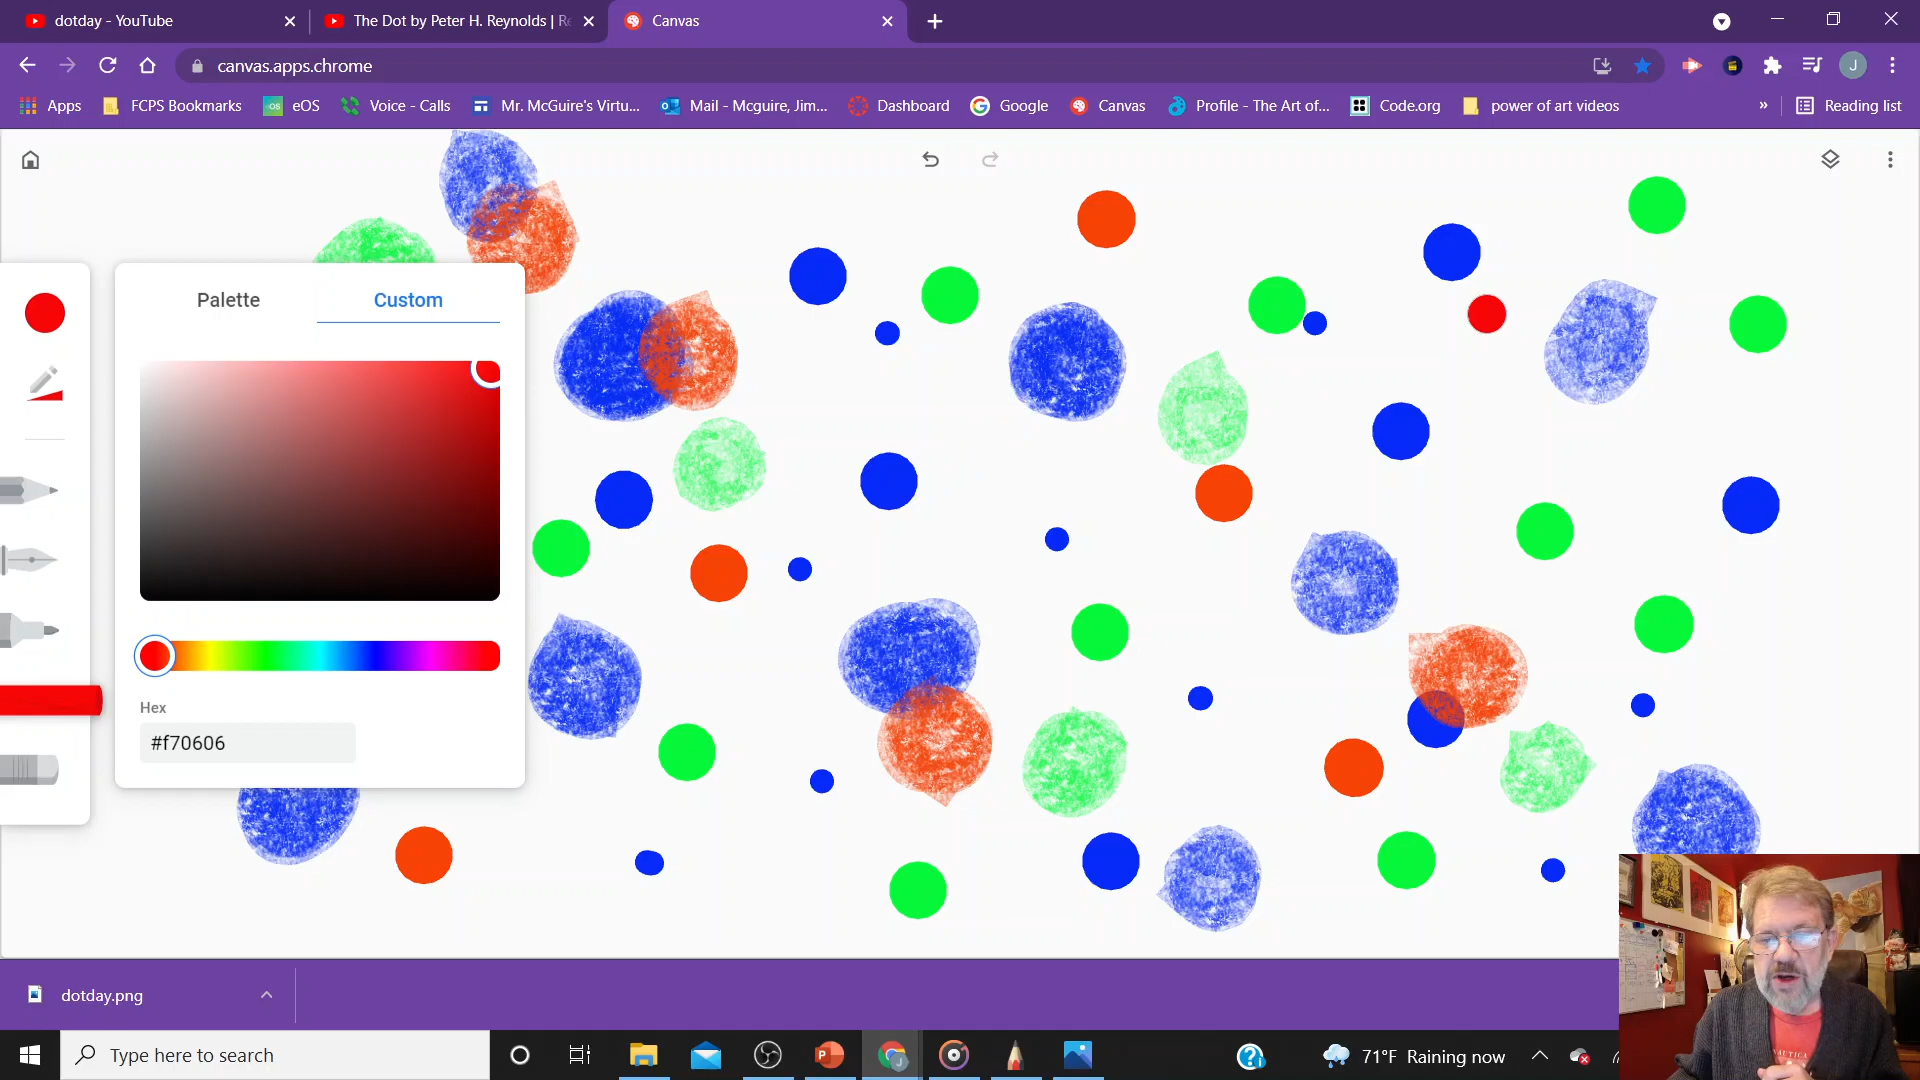 dotday - YouTube
The Dot by Peter H. Reynolds |
Canvas
canvas.apps.chrome
J
Apps
FCPS Bookmarks
eOS
Voice - Calls
Mr. McGuire's Virtu...
Mail - Mcguire, Jim...
Dashboard
Google
Canvas
Profile - The Art of...
Code.org
power of art videos
»
Reading list
Palette
Custom
Hex
#f70606
dotday.png
Type here to search
71°F Raining now
NAUTICA